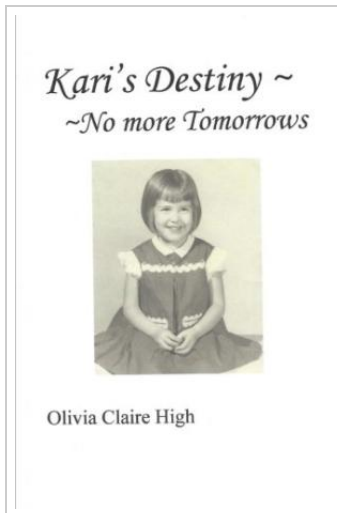 Kari's Destiny ~
~No more Tomorrows
Olivia Claire High